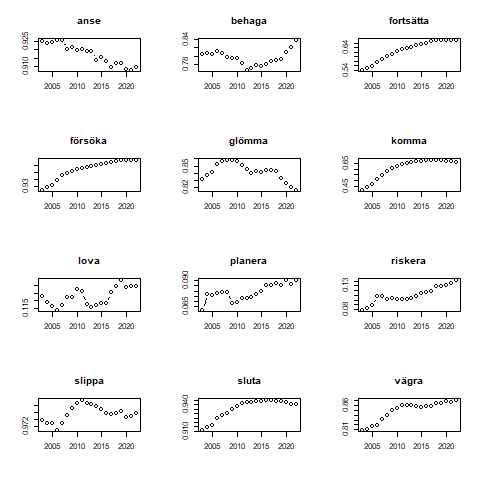 anse behaga fortsätta
0.925 0.84 0.64
0.910 0.78 0.54
2005 2010 2015 2020 2005 2010 2015 2020 2005 2010 2015 2020
försöka glömma komma
0.93 0.85 0.65
0.82 0.45
2005 2010 2015 2020 2005 2010 2015 2020 2005 2010 2015 2020
lova planera riskera
0.115 0.090 0.13
0.065 0.08
2005 2010 2015 2020 2005 2010 2015 2020 2005 2010 2015 2020
slippa sluta vägra
0.972 0.940 0.86
0.910 0.81
2005 2010 2015 2020 2005 2010 2015 2020 2005 2010 2015 2020